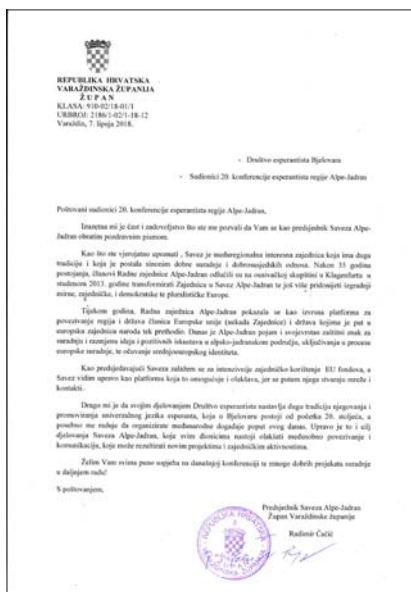 REPUBLIKA HRVATSKA
VARAŽDINSKA ŽUPANIJA
Ž U P A N
KLASA: 910-02/18-01/1
URBROJ: 2186/1-02/1-18-12
Varaždin, 7. lipnja 2018.
- Društvo esperantista Bjelovara
- Sudionici 20. konferencije esperantista regije Alpe-Jadran
Poštovani sudionici 20. konferencije esperantista regije Alpe-Jadran,
Izuzetna mi je čast i zadovoljstvo što ste me pozvali da Vam se kao predsjednik Saveza Alpe-
Jadran obratim pozdravnim pismom.
Kao što ste vjerojatno upoznati , Savez je međuregionalna interesna zajednica koja ima dugu
tradiciju i koja je postala sinonim dobre suradnje i dobrosusjedskih odnosa. Nakon 35 godina
postojanja, članovi Radne zajednice Alpe-Jadran odlučili su na osnivačkoj skupštini u Klagenfurtu u
studenom 2013. godine transformirati Zajednicu u Savez Alpe-Jadran te još više pridonijeti izgradnji
mirne, zajedničke, i demokratske te pluralističke Europe.
Tijekom godina, Radna zajednica Alpe-Jadran pokazala se kao izvrsna platforma za
povezivanje regija i država članica Europske unije (nekada Zajednice) i država kojima je put u
europska zajednica naroda tek prethodio. Danas je Alpe-Jadran pojam i svojevrstan zaštitni znak za
suradnju i razmjenu ideja i pozitivnih iskustava u alpsko-jadranskom području, uključivanja u procese
europske suradnje, te očuvanje srednjoeuropskog identiteta.
Kao predsjedavajući Saveza zalažem se za intenzivnije zajedničko korištenje EU fondova, a
Savez vidim upravo kao platformu koja to omogućuje i olakšava, jer se putem njega stvaraju mreže i
kontakti.
Drago mi je da svojim djelovanjem Društvo esperantista nastavlja dugu tradiciju njegovanja i
promoviranja univerzalnog jezika esperanta, koja u Bjelovaru postoji od početka 20. stoljeća, a
posebno me raduje da organizirate međunarodne događaje poput ovog danas. Upravo je to i cilj
djelovanja Saveza Alpe-Jadran, koje svim dionicima nastoji olakšati međusobno povezivanje i
komunikaciju, koje može rezultirati novim projektima i zajedničkim aktivnostima.
Želim Vam svima puno uspjeha na današnjoj konferenciji te mnogo dobrih projekata suradnje
u daljnjem radu!
S poštovanjem,
Predsjednik Saveza Alpe-Jadran
Župan Varaždinske županije
Radimir Čačić
REPUBLIKA HRVATSKA